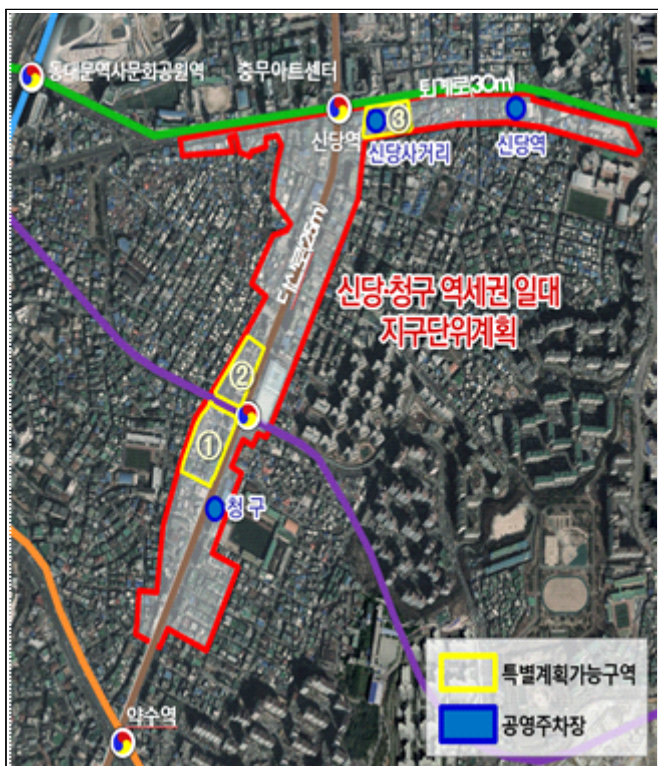 동대문역사문화공원역
충무아트센터
퇴계로(30m)
신당역
③
신당사거리
신당역
다산로(25m)
신당·청구 역세권 일대
지구단위계획
②
①
청구
약수역
특별계획가능구역
공영주차장